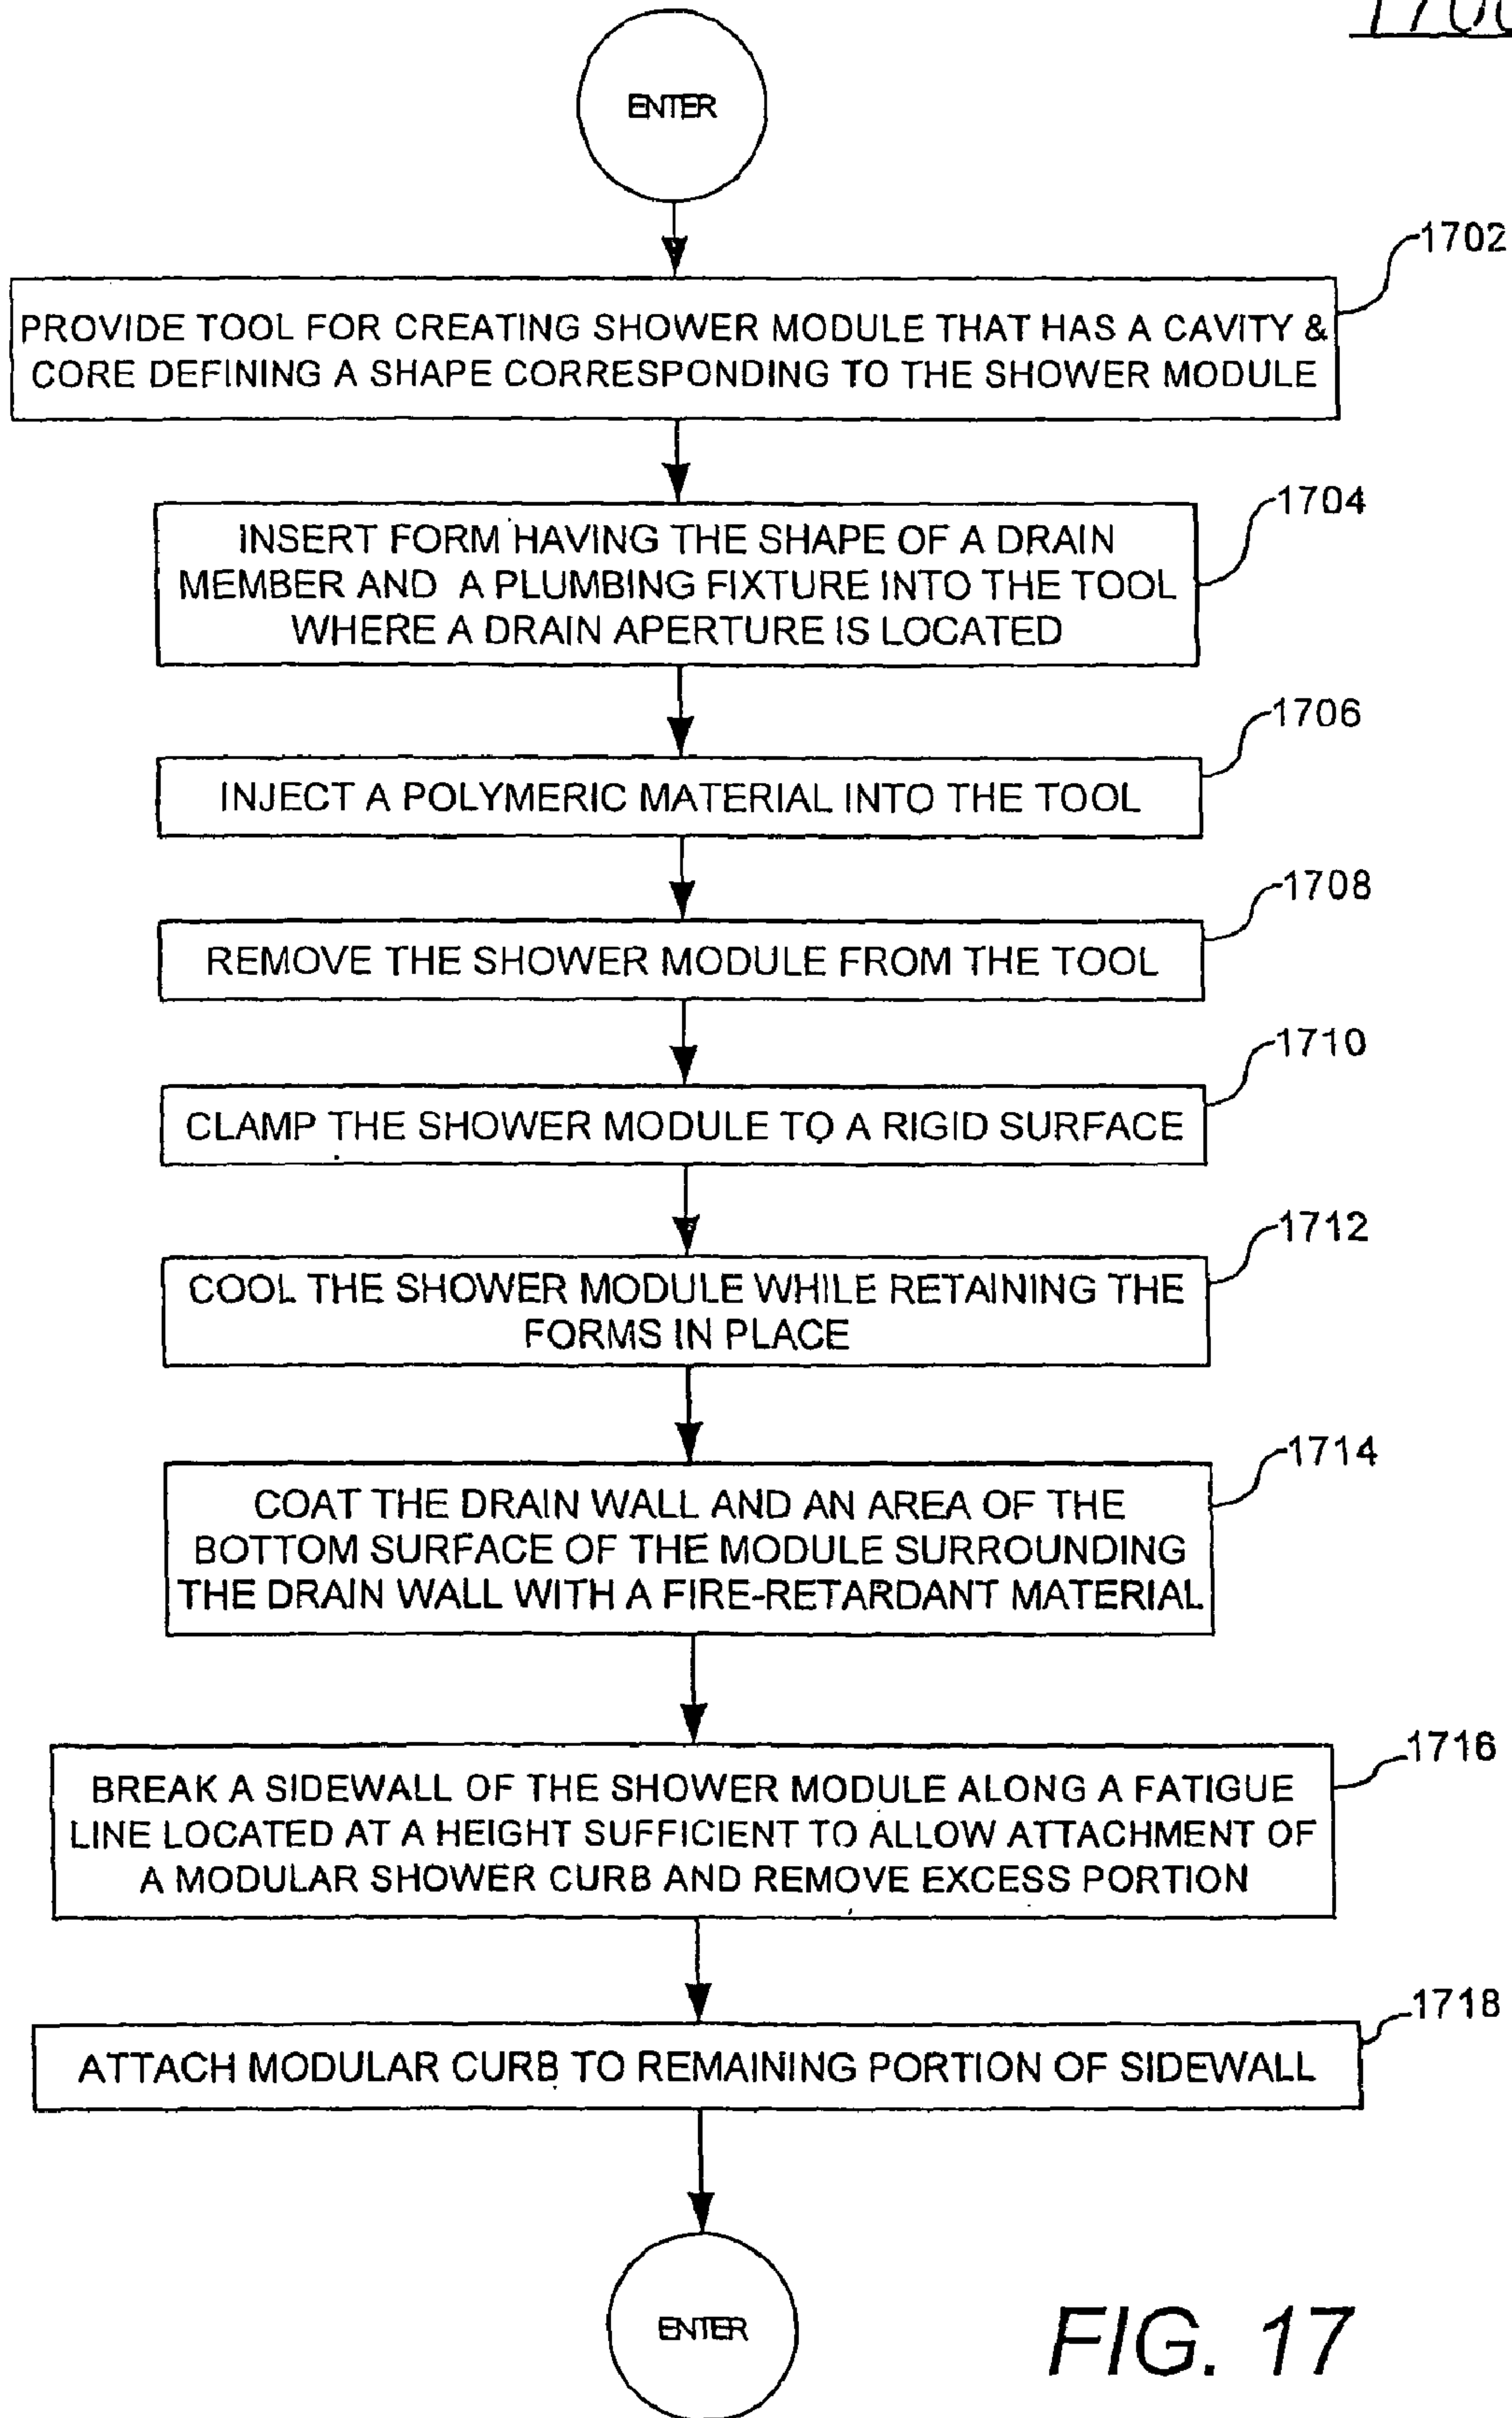 1700
ENTER
1702
PROVIDE TOOL FOR CREATING SHOWER MODULE THAT HAS A CAVITY &
CORE DEFINING A SHAPE CORRESPONDING TO THE SHOWER MODULE
1704
INSERT FORM HAVING THE SHAPE OF A DRAIN
MEMBER AND A PLUMBING FIXTURE INTO THE TOOL
WHERE A DRAIN APERTURE IS LOCATED
1706
INJECT A POLYMERIC MATERIAL INTO THE TOOL
1708
REMOVE THE SHOWER MODULE FROM THE TOOL
1710
CLAMP THE SHOWER MODULE TO A RIGID SURFACE
1712
COOL THE SHOWER MODULE WHILE RETAINING THE
FORMS IN PLACE
1714
COAT THE DRAIN WALL AND AN AREA OF THE
BOTTOM SURFACE OF THE MODULE SURROUNDING
THE DRAIN WALL WITH A FIRE-RETARDANT MATERIAL
1716
BREAK A SIDEWALL OF THE SHOWER MODULE ALONG A FATIGUE
LINE LOCATED AT A HEIGHT SUFFICIENT TO ALLOW ATTACHMENT OF
A MODULAR SHOWER CURB AND REMOVE EXCESS PORTION
1718
ATTACH MODULAR CURB TO REMAINING PORTION OF SIDEWALL
ENTER
FIG. 17